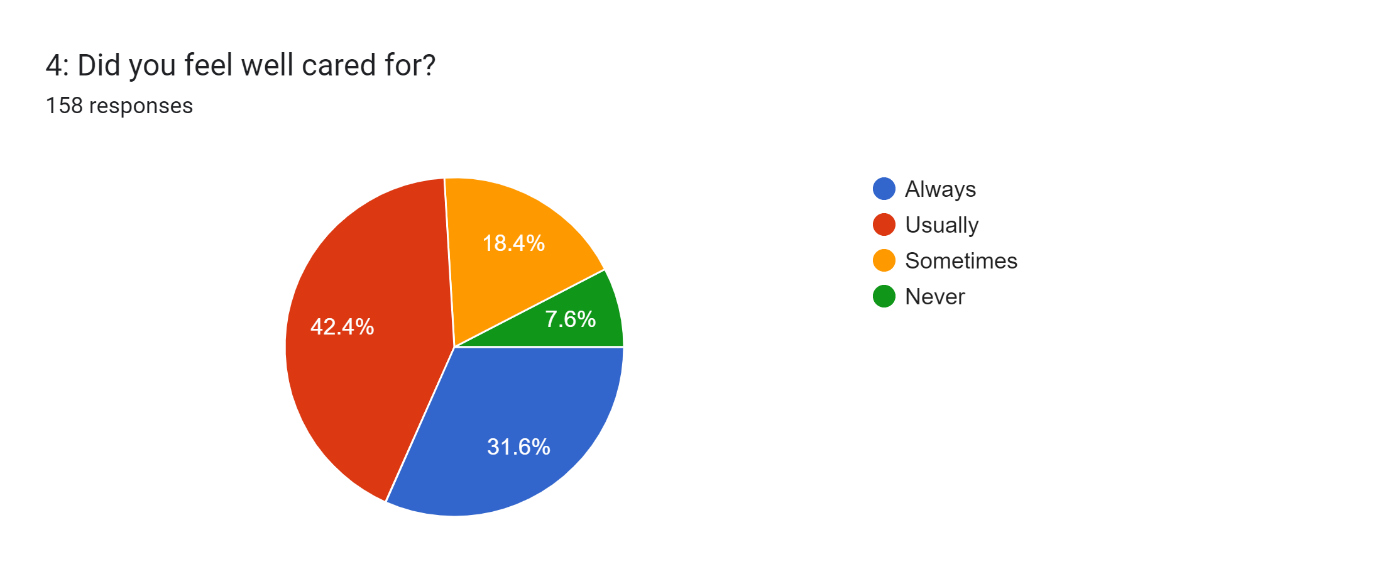 4: Did you feel well cared for?
158 responses
Always
Usually
Sometimes
Never
18.4%
7.6%
42.4%
31.6%